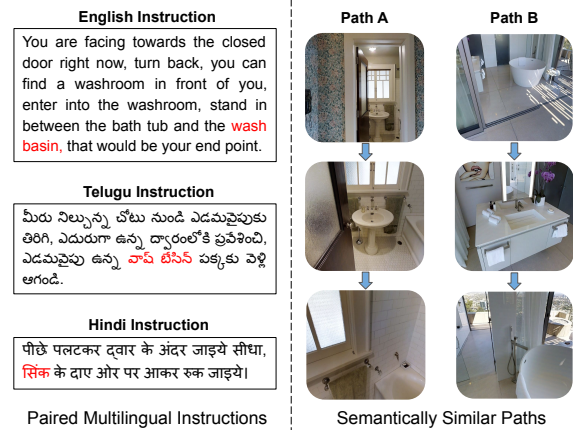 English Instruction
You are facing towards the closed
door right now, turn back, you can
find a washroom in front of you,
enter into the washroom, stand in
between the bath tub and the wash
basin, that would be your end point.
Telugu Instruction
మీరు నిల్చున్న చోటు నుండి ఎడమవైపుకు
తిరిగి, ఎదురుగా ఉన్న ద్వారంలోకి ప్రవేశించి,
ఎడమవైపు ఉన్న వాష్ బేసిన్ పక్కకు వెళ్లి
ఆగండి.
Hindi Instruction
पीछे पलटकर द्वार के अंदर जाइये सीधा,
सिंक के दाए ओर पर आकर रुक जाइये।
Paired Multilingual Instructions
Path A
Path B
Semantically Similar Paths